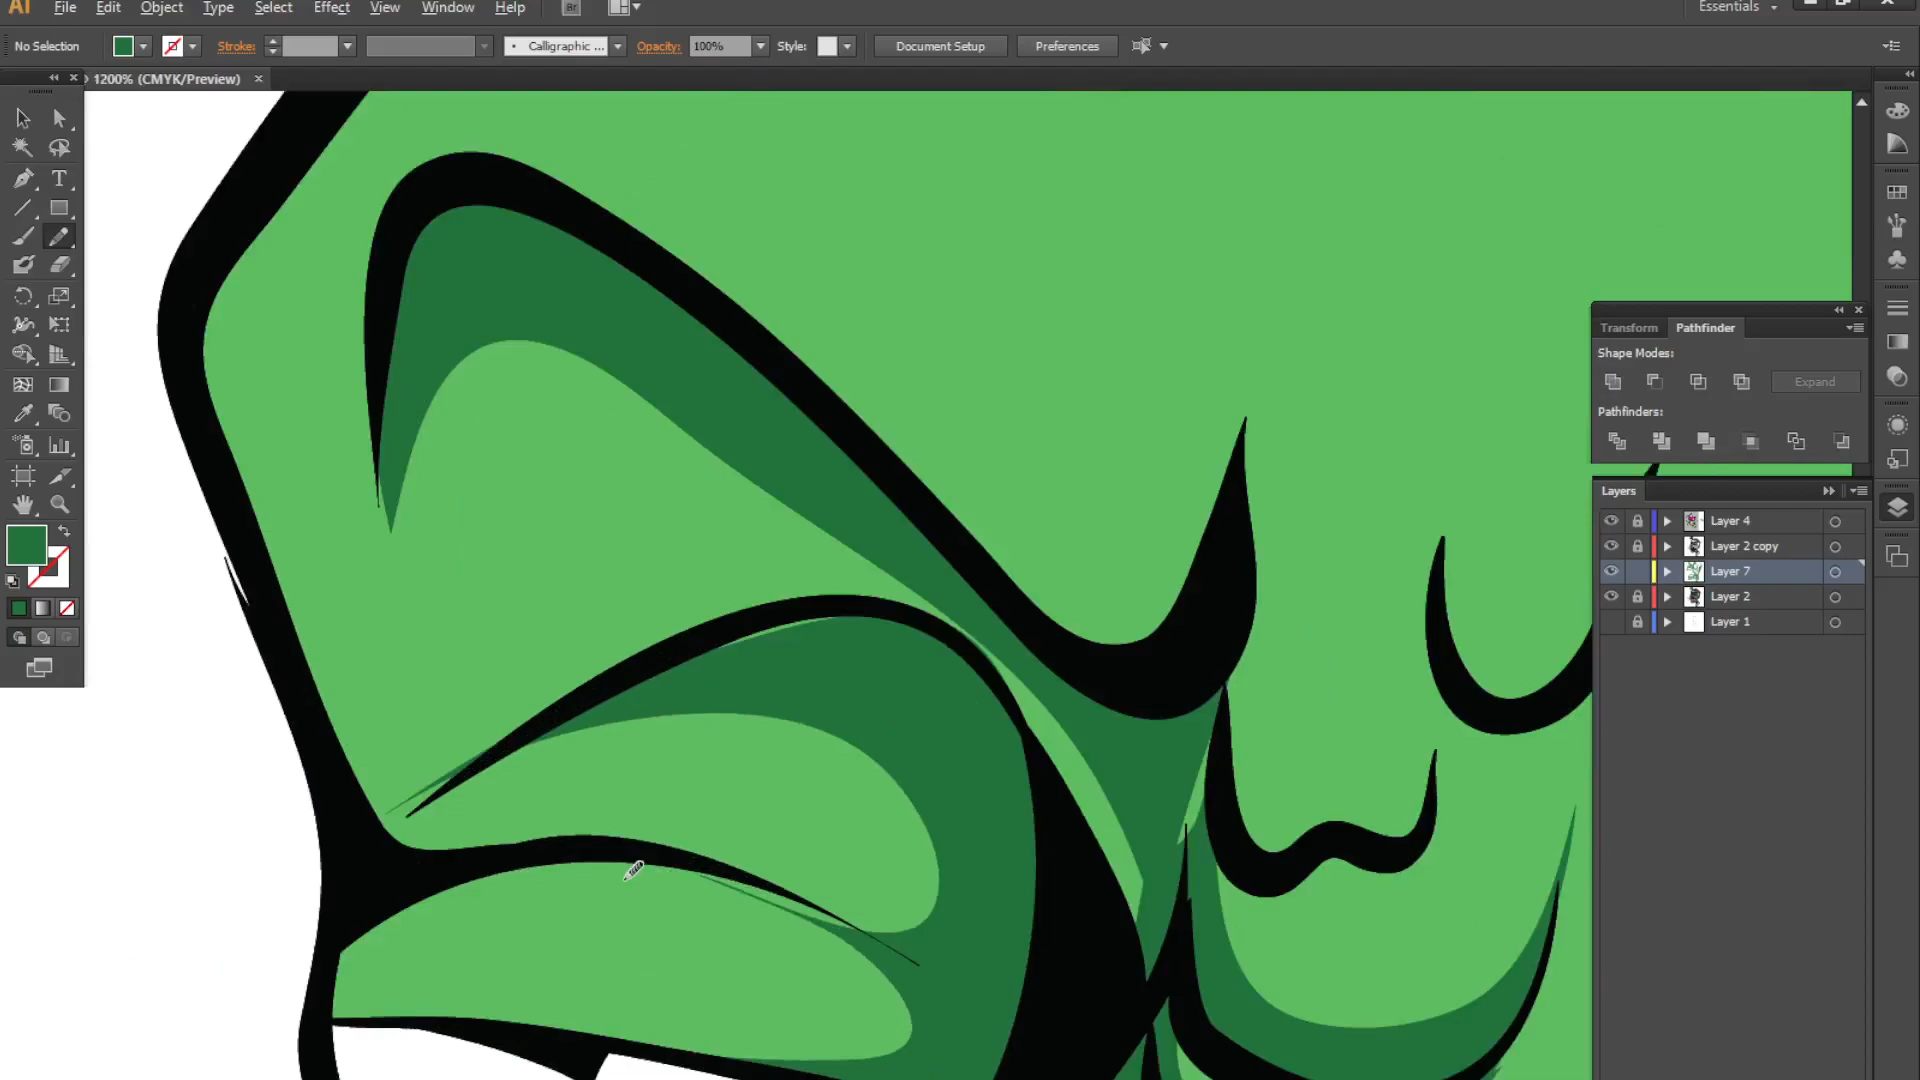 Ai File Edit Object Type Select Effect View Window Help Br Essentials
No Selection Stroke: Calligraphic ... Opacity: 100% Style: Document Setup Preferences
1200% (CMYK/Preview)
T
Transform Pathfinder
Shape Modes:
Expand
Pathfinders:
Layers
Layer 4
Layer 2 copy
Layer 7
Layer 2
Layer 1